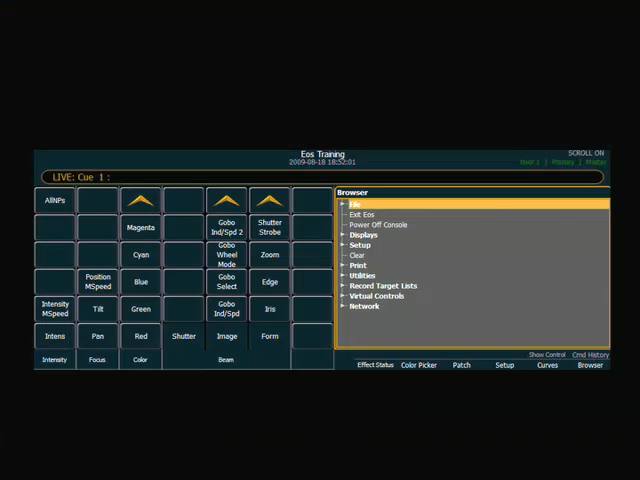 Eos Training
SCROLL ON
2009-08-18 18:52:01
User 1 | Primary | Master
LIVE: Cue 1 :
AllNPs
Magenta
Gobo Ind/Spd 2
Shutter Strobe
Cyan
Gobo Wheel Mode
Zoom
Position MSpeed
Blue
Gobo Select
Edge
Intensity MSpeed
Tilt
Green
Gobo Ind/Spd
Iris
Intens
Pan
Red
Shutter
Image
Form
Intensity
Focus
Color
Beam
Browser
File
Exit Eos
Power Off Console
Displays
Setup
Clear
Print
Utilities
Record Target Lists
Virtual Controls
Network
Show Control
Cmd History
Effect Status
Color Picker
Patch
Setup
Curves
Browser